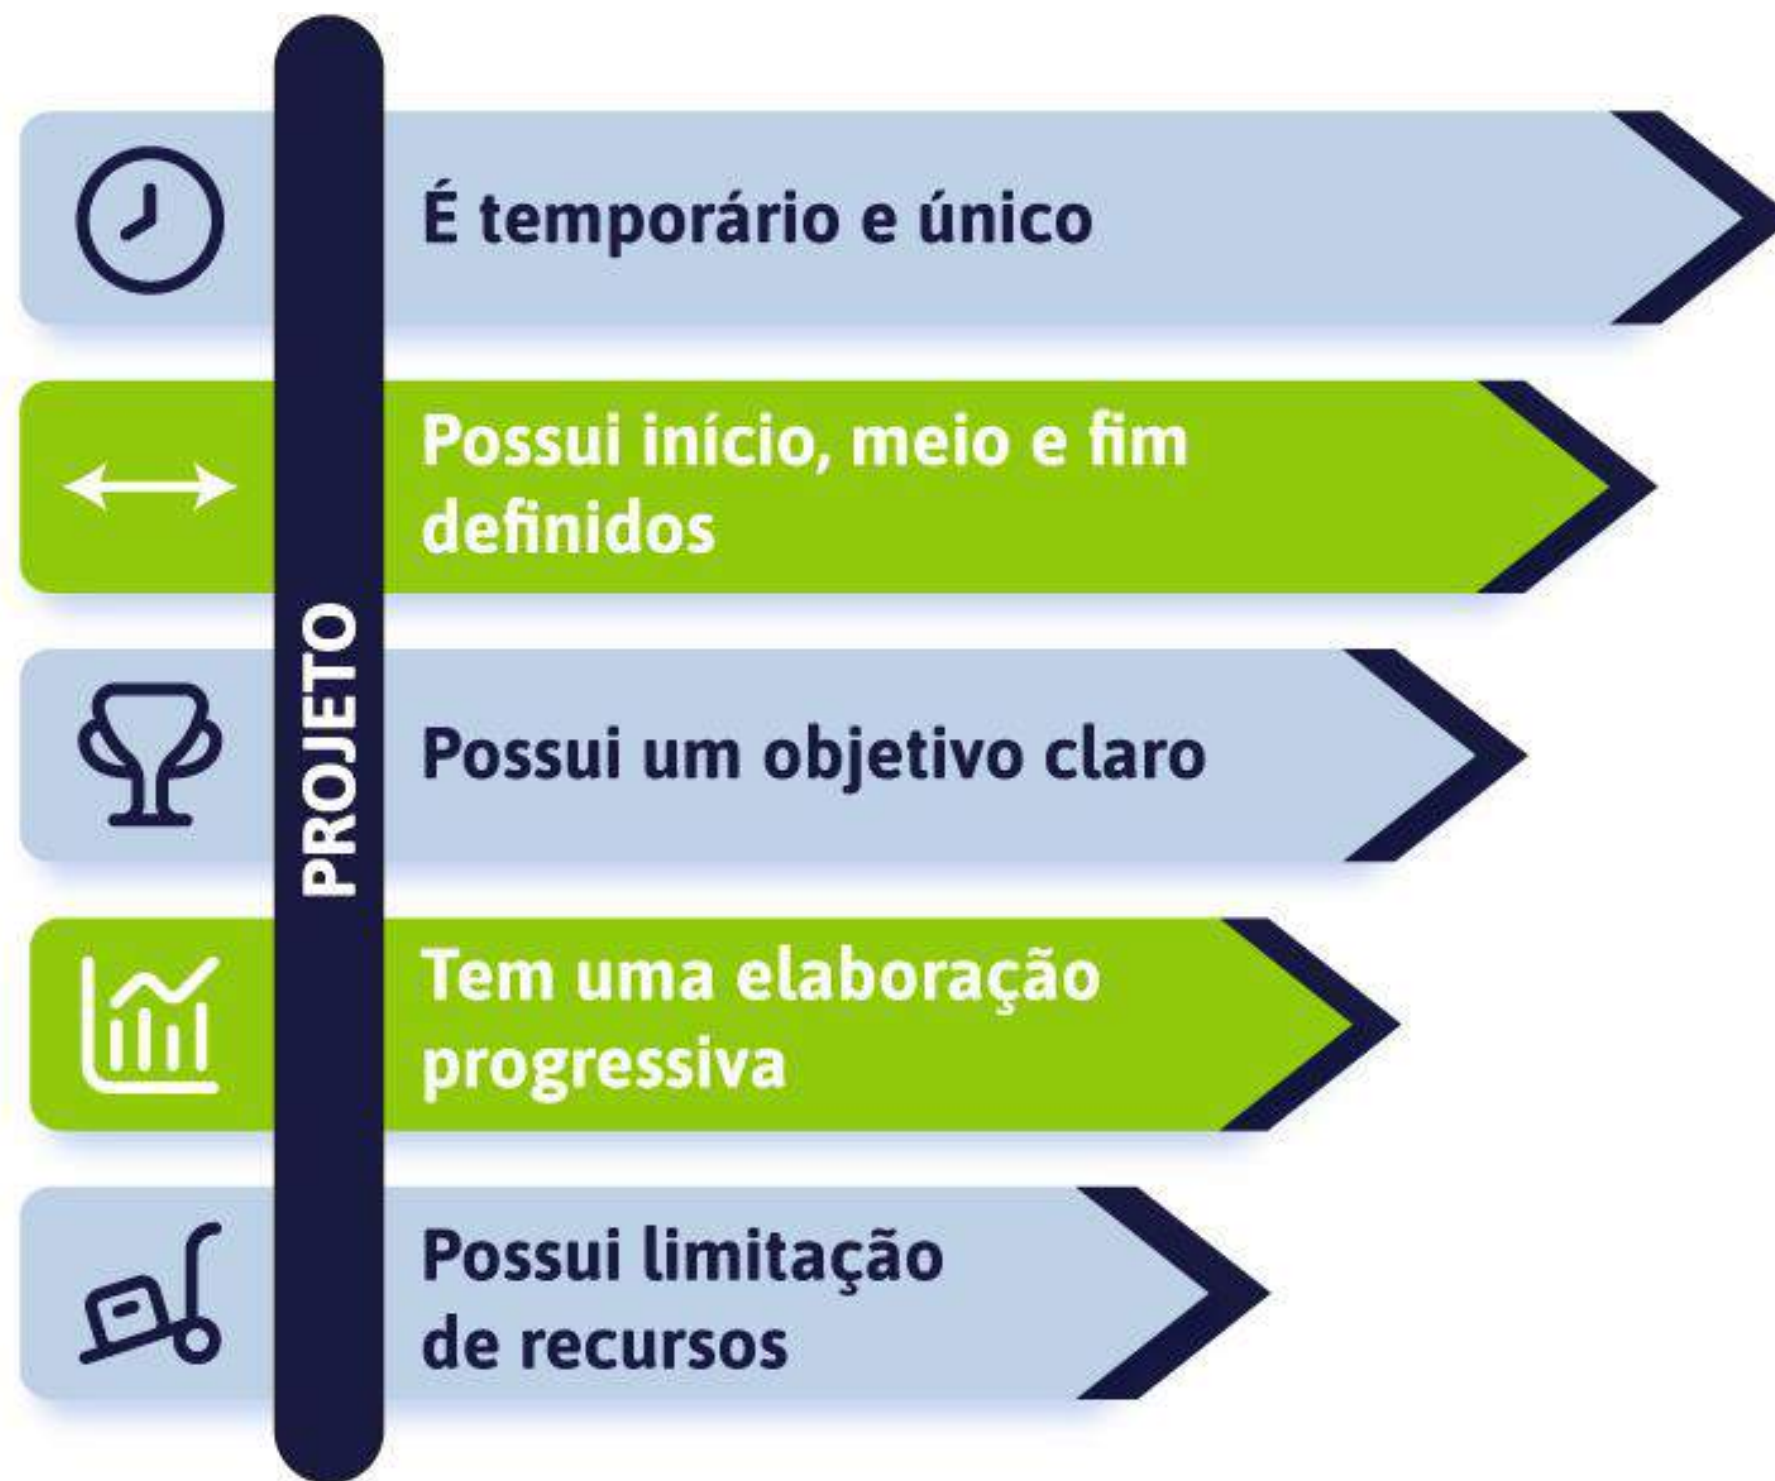 PROJETO
É temporário e único
Possui início, meio e fim
definidos
Possui um objetivo claro
Tem uma elaboração
progressiva
Possui limitação
de recursos